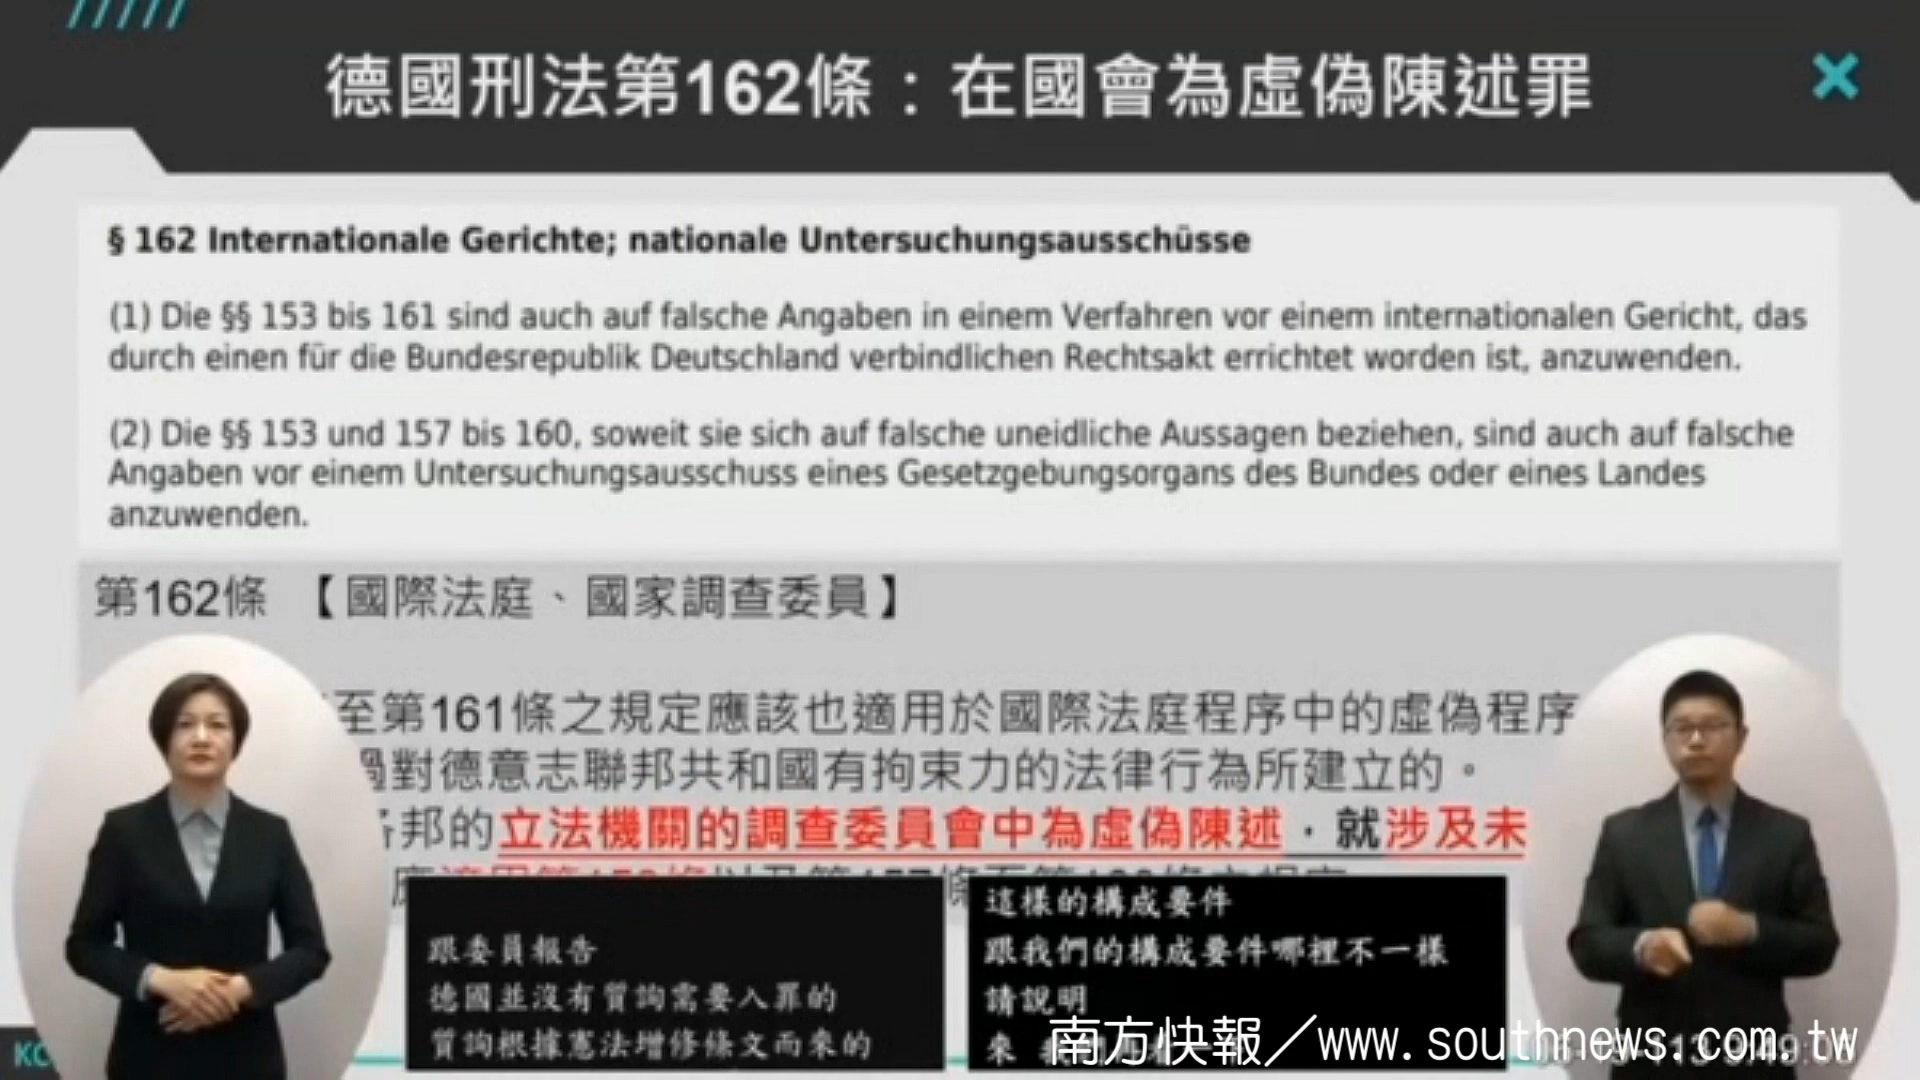 德國刑法第162條：在國會為虛偽陳述罪
§ 162 Internationale Gerichte; nationale Untersuchungsausschüsse
(1) Die §§ 153 bis 161 sind auch auf falsche Angaben in einem Verfahren vor einem internationalen Gericht, das
durch einen für die Bundesrepublik Deutschland verbindlichen Rechtsakt errichtet worden ist, anzuwenden.
(2) Die §§ 153 und 157 bis 160, soweit sie sich auf falsche uneidliche Aussagen beziehen, sind auch auf falsche
Angaben vor einem Untersuchungsausschuss eines Gesetzgebungsorgans des Bundes oder eines Landes
anzuwenden.
第162條 【國際法庭、國家調查委員】
至第161條之規定應該也適用於國際法庭程序中的虛偽程序
過對德意志聯邦共和國有拘束力的法律行為所建立的。
各邦的立法機關的調查委員會中為虛偽陳述，就涉及未
跟委員報告
德國並沒有質詢需要入罪的
質詢根據憲法增修條文而來的
這樣的構成要件
跟我們的構成要件哪裡不一樣
請說明
來
南方快報／www.southnews.com.tw
KC